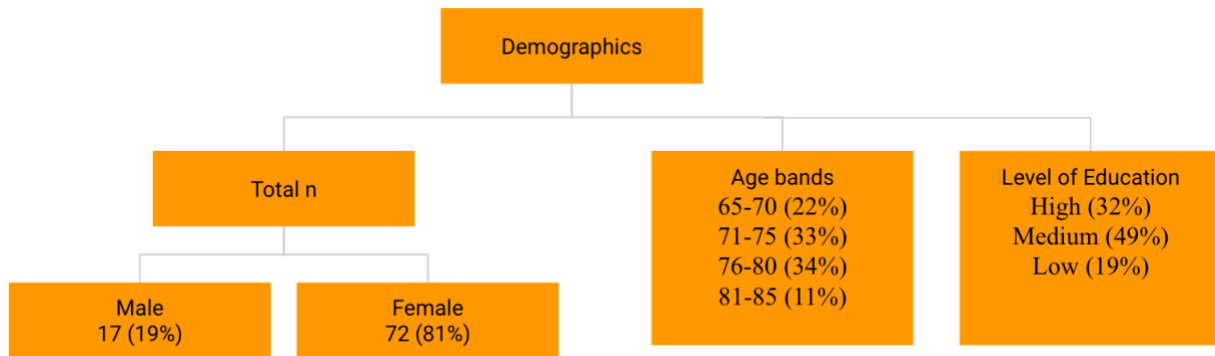 Demographics
Total n
Male
17 (19%)
Female
72 (81%)
Age bands
65-70 (22%)
71-75 (33%)
76-80 (34%)
81-85 (11%)
Level of Education
High (32%)
Medium (49%)
Low (19%)